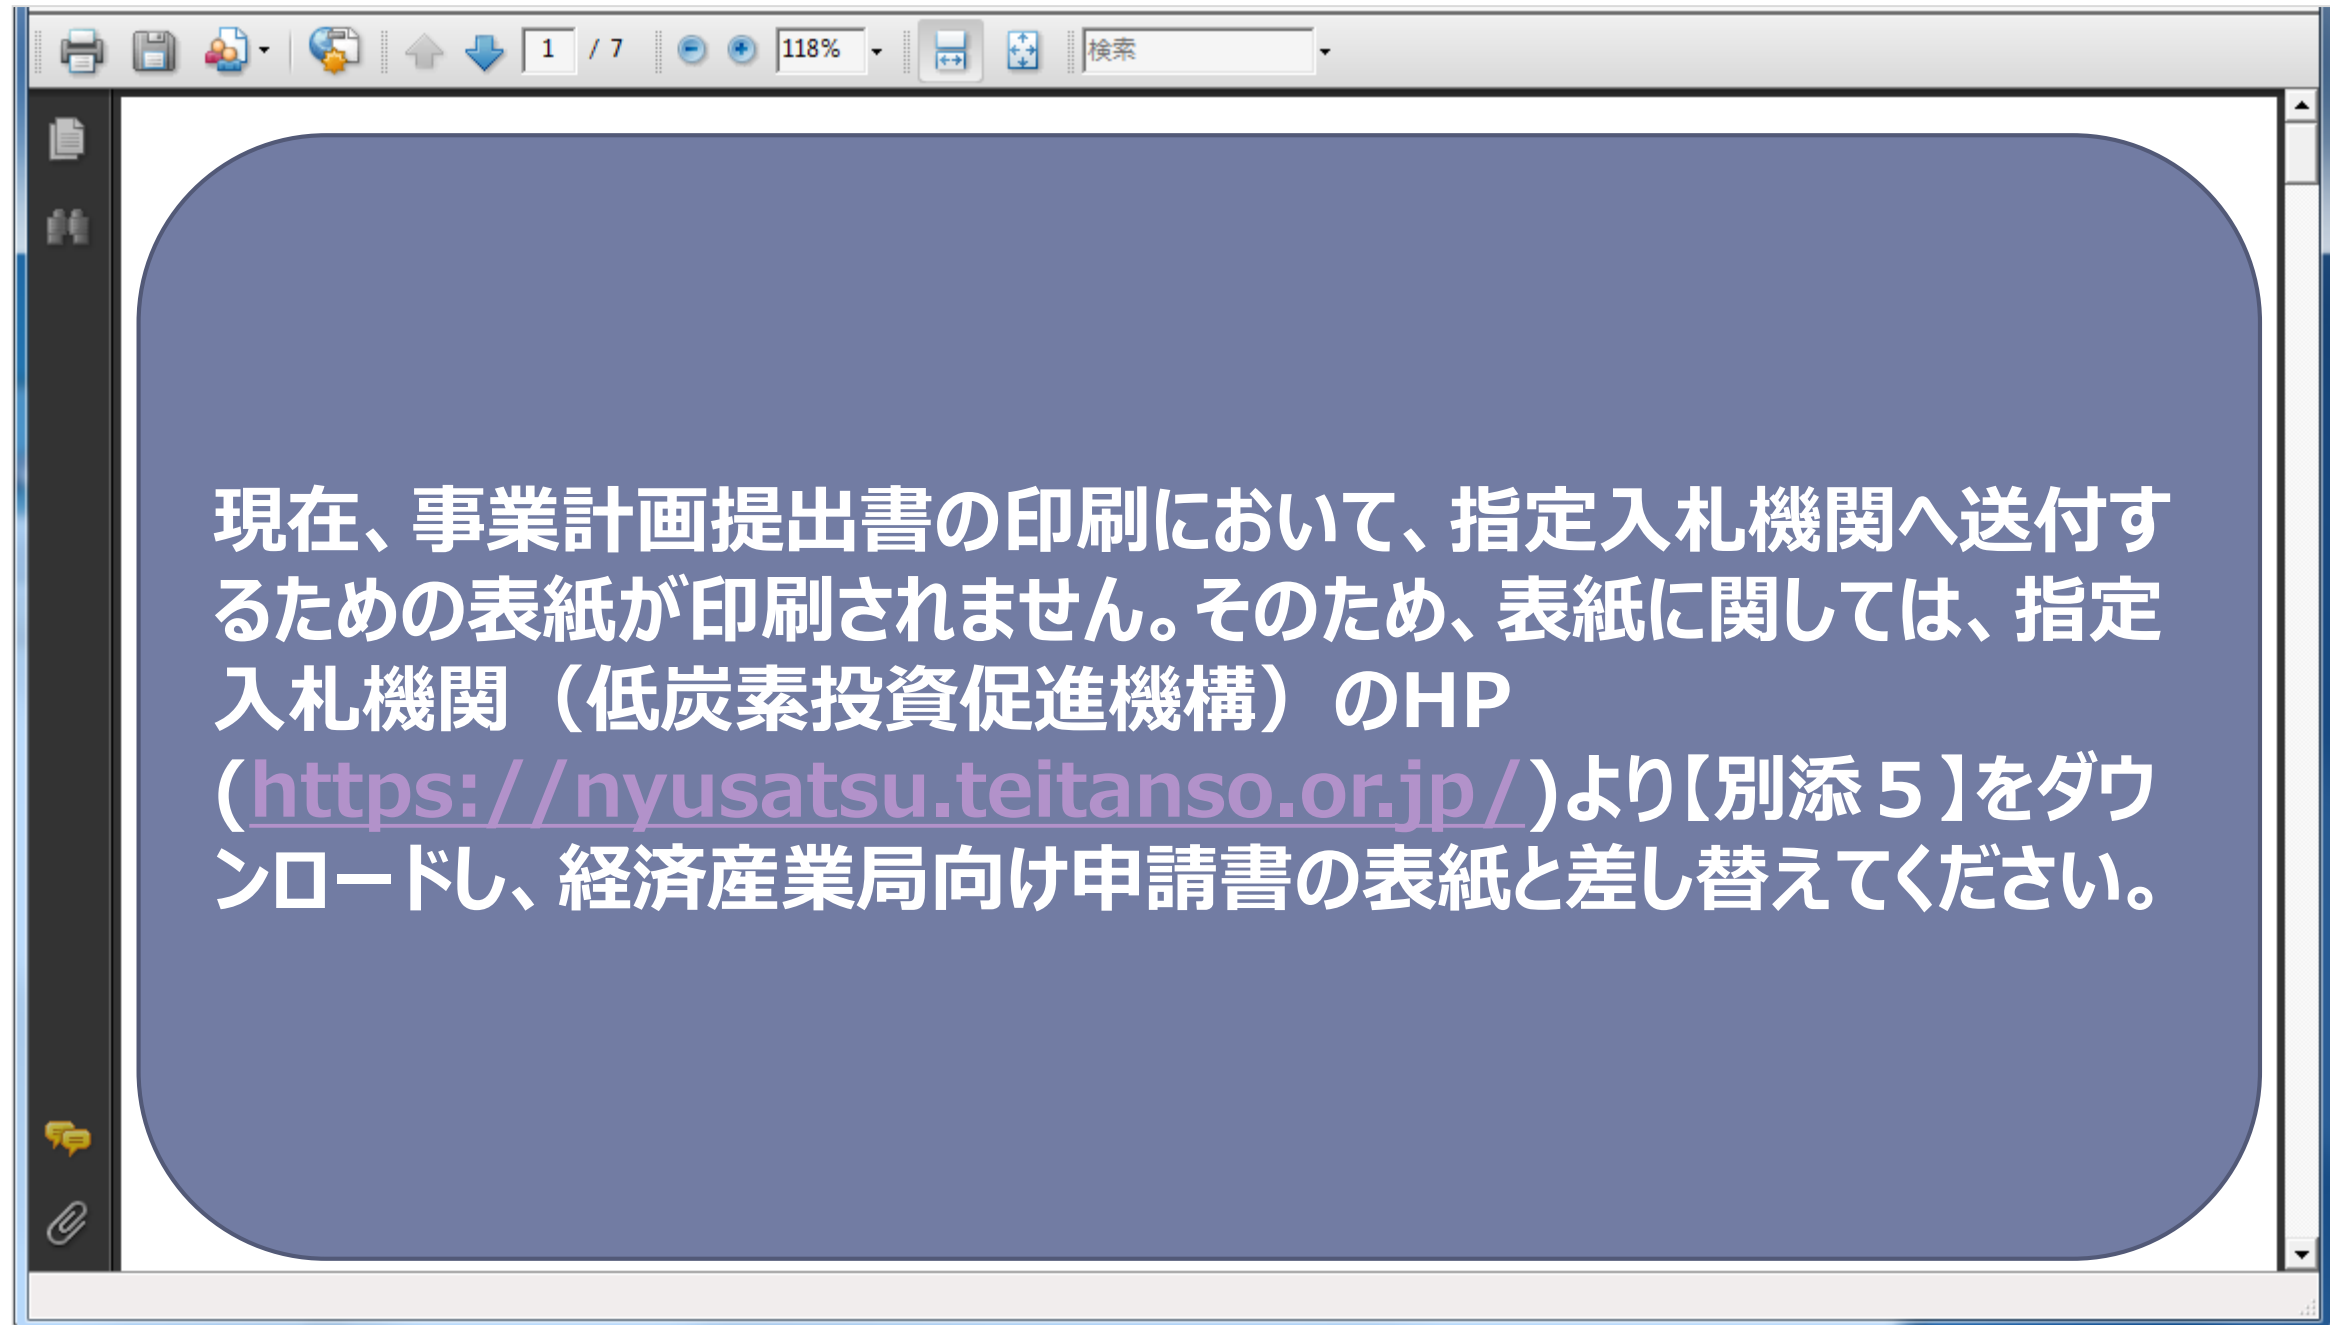 1 / 7 118% 検索
現在、事業計画提出書の印刷において、指定入札機関へ送付す
るための表紙が印刷されません。そのため、表紙に関しては、指定
入札機関（低炭素投資促進機構）のHP
(https://nyusatsu.teitanso.or.jp/)より【別添５】をダウ
ンロードし、経済産業局向け申請書の表紙と差し替えてください。